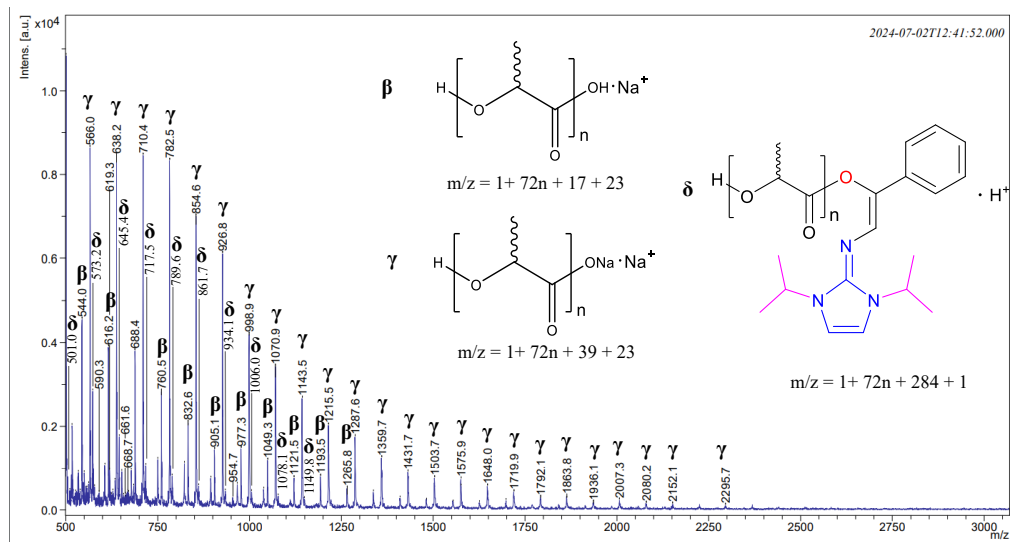 Intens. [a.u.]
x10⁴
2024-07-02T12:41:52.000
1.0
0.8
0.6
0.4
0.2
0.0
501.0 δ
β 544.0
γ 566.0
δ 573.2
590.3
β 616.2
619.3
γ 638.2
δ 645.4
661.6
668.7
688.4
γ 710.4
δ 717.5
β 760.5
γ 782.5
δ 789.6
β 832.6
γ 854.6
δ 861.7
β 905.1
γ 926.8
δ 934.1
954.7
β 977.3
γ 998.9
δ 1006.0
β 1049.3
γ 1070.9
δ 1078.1
β 1121.5
γ 1143.5
δ 1149.8
β 1193.5
γ 1215.5
β 1265.8
γ 1287.6
γ 1359.7
γ 1431.7
γ 1503.7
γ 1575.9
γ 1648.0
γ 1719.9
γ 1792.1
γ 1863.8
γ 1936.1
γ 2007.3
γ 2080.2
γ 2152.1
γ 2295.7
β
H O O n OH·Na⁺
m/z = 1+ 72n + 17 + 23
γ
H O O n ONa·Na⁺
m/z = 1+ 72n + 39 + 23
δ
H O O n O · H⁺
N
N N
m/z = 1+ 72n + 284 + 1
500 750 1000 1250 1500 1750 2000 2250 2500 2750 3000
m/z